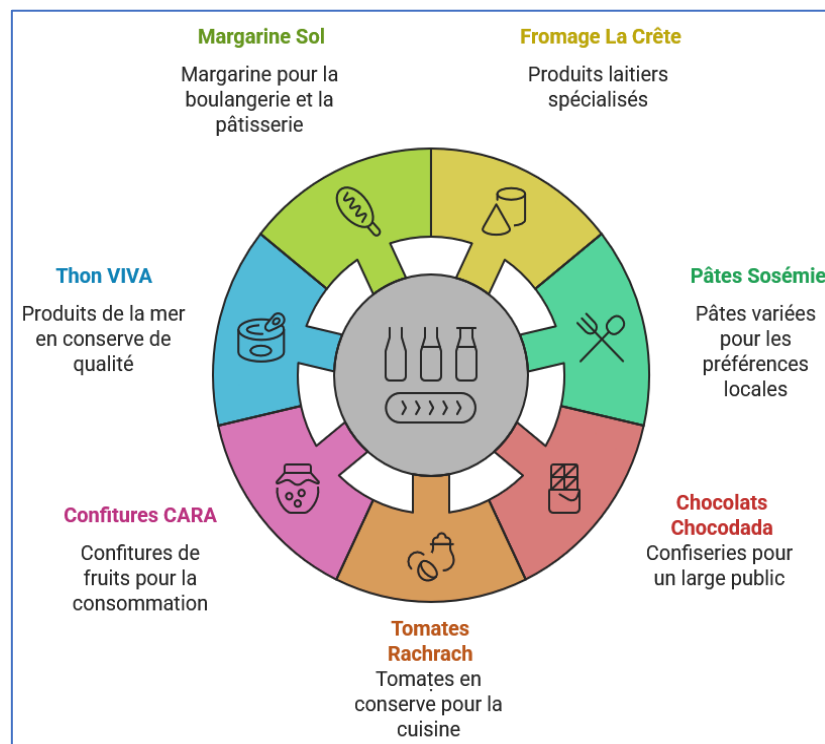 Margarine Sol
Margarine pour la
boulangerie et la
pâtisserie
Fromage La Crête
Produits laitiers
spécialisés
Thon VIVA
Produits de la mer
en conserve de
qualité
Pâtes Sosémie
Pâtes variées
pour les
préférences
locales
Confitures CARA
Confitures de
fruits pour la
consommation
Chocolats
Chocodada
Confiseries pour
un large public
Tomates
Rachrach
Tomates en
conserve pour la
cuisine